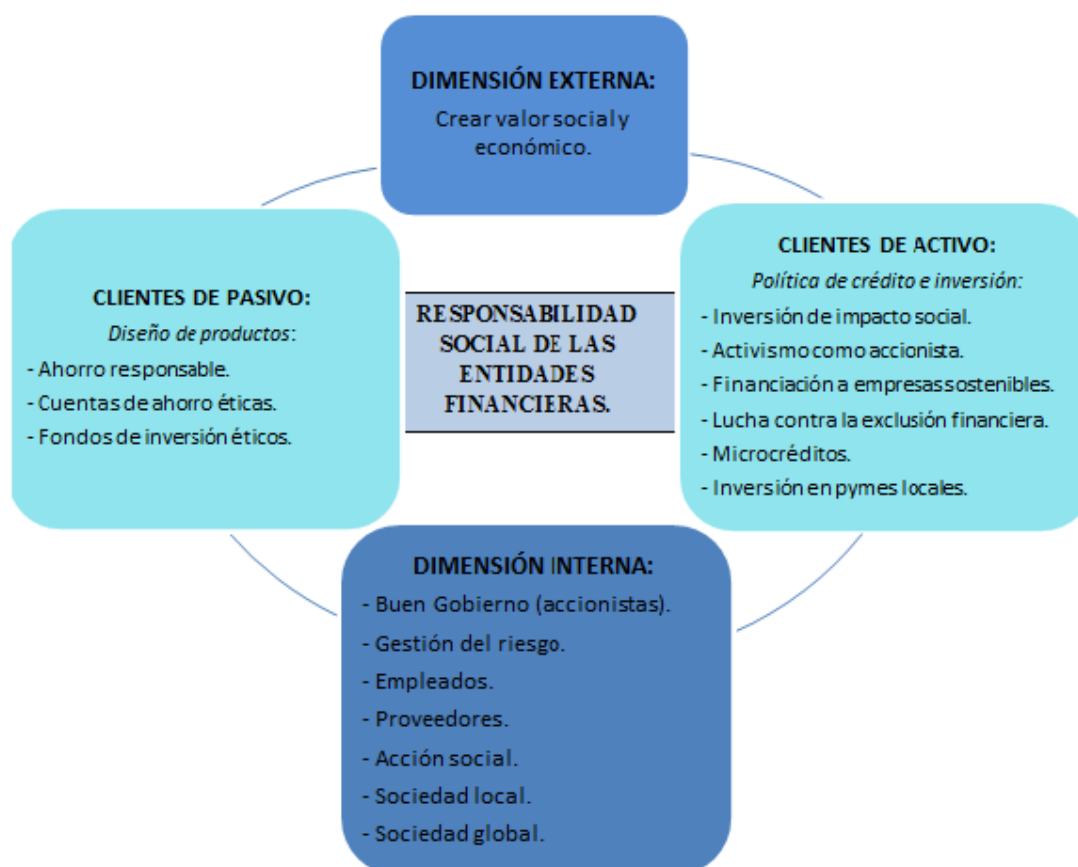 DIMENSIÓN EXTERNA:
Crear valor social y
económico.
CLIENTES DE PASIVO:
Diseño de productos:
- Ahorro responsable.
- Cuentas de ahorro éticas.
- Fondos de inversión éticos.
RESPONSABILIDAD
SOCIAL DE LAS
ENTIDADES
FINANCIERAS.
CLIENTES DE ACTIVO:
Política de crédito e inversión:
- Inversión de impacto social.
- Activismo como accionista.
- Financiación a empresas sostenibles.
- Lucha contra la exclusión financiera.
- Microcréditos.
- Inversión en pymes locales.
DIMENSIÓN INTERNA:
- Buen Gobierno (accionistas).
- Gestión del riesgo.
- Empleados.
- Proveedores.
- Acción social.
- Sociedad local.
- Sociedad global.